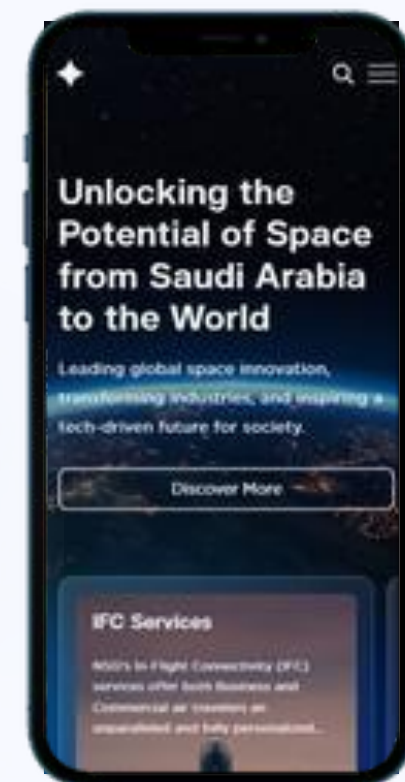 Unlocking the
Potential of Space
from Saudi Arabia
to the World
Leading global space innovation,
transforming industries, and inspiring a
tech-driven future for society.
Discover More
IFC Services
NSG's In-Flight Connectivity (IFC)
services offer both Business and
Commercial air travelers an
unparalleled and fully personalized...